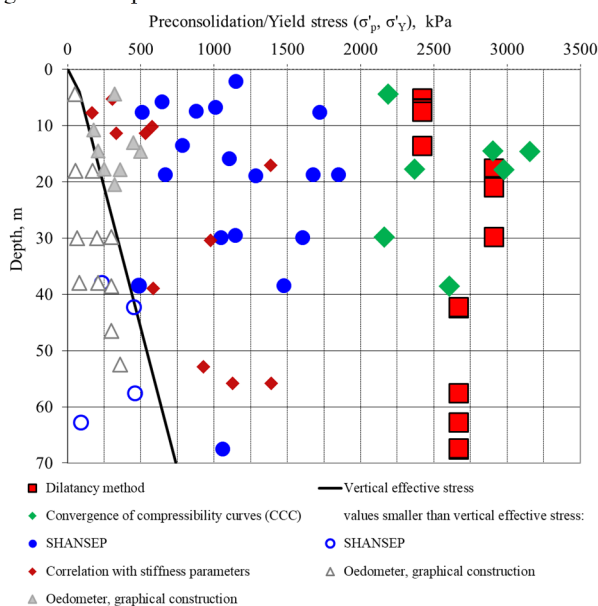 Preconsolidation/Yield stress (σ'p, σ'Y), kPa
0 500 1000 1500 2000 2500 3000 3500
0
10
20
30
40
50
60
70
Depth, m
Dilatancy method
Vertical effective stress
Convergence of compressibility curves (CCC)
values smaller than vertical effective stress:
SHANSEP
SHANSEP
Correlation with stiffness parameters
Oedometer, graphical construction
Oedometer, graphical construction